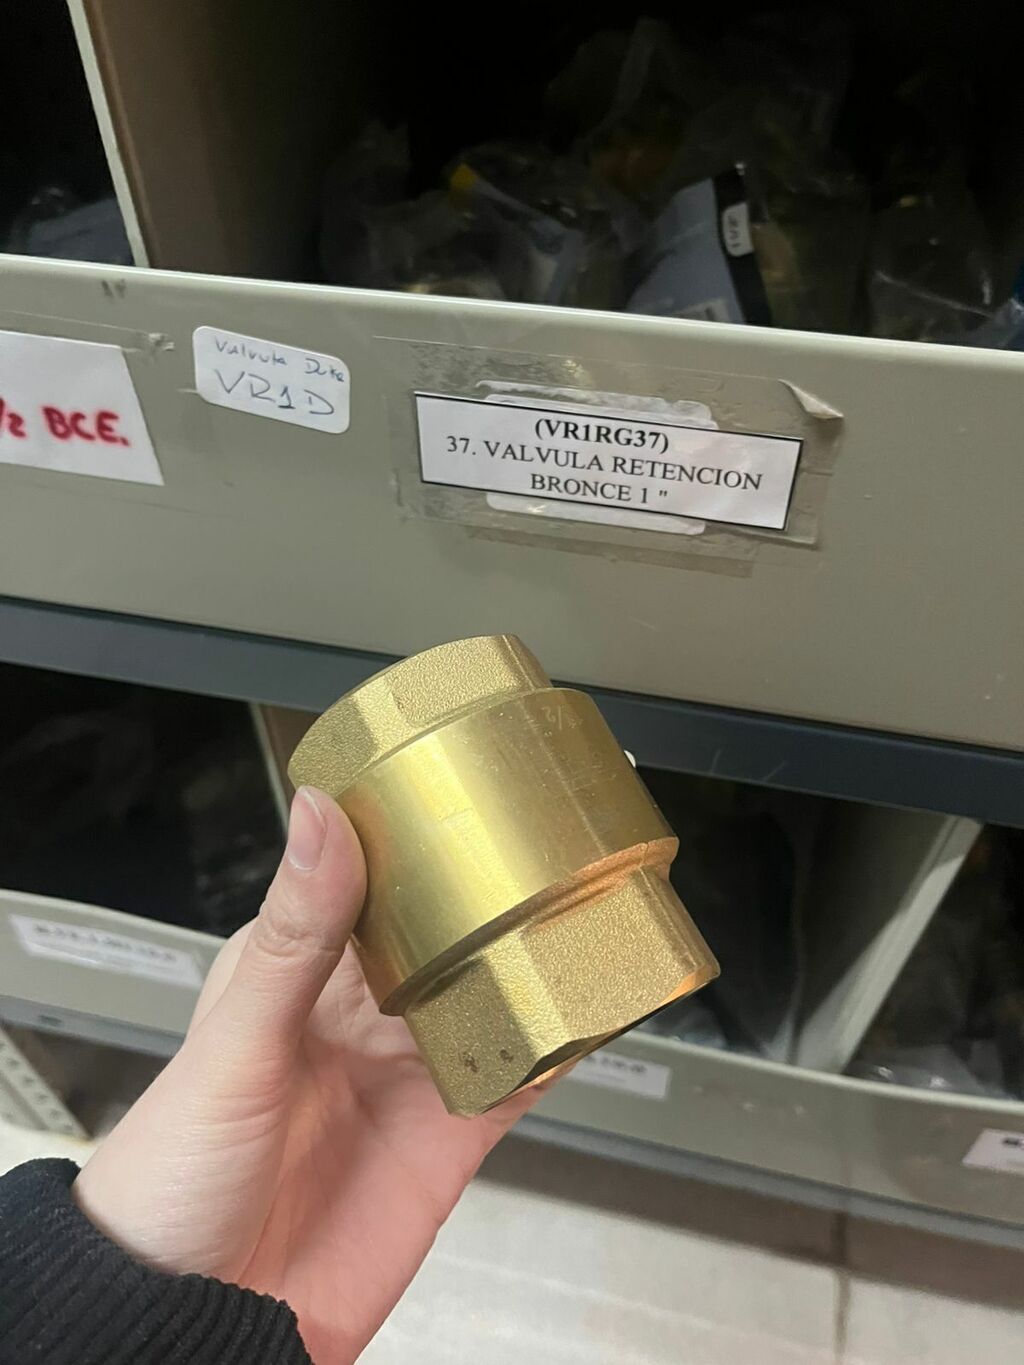 /2 BCE.
Valvula Duke
VR1D
(VR1RG37)
37. VALVULA RETENCION
BRONCE 1 "